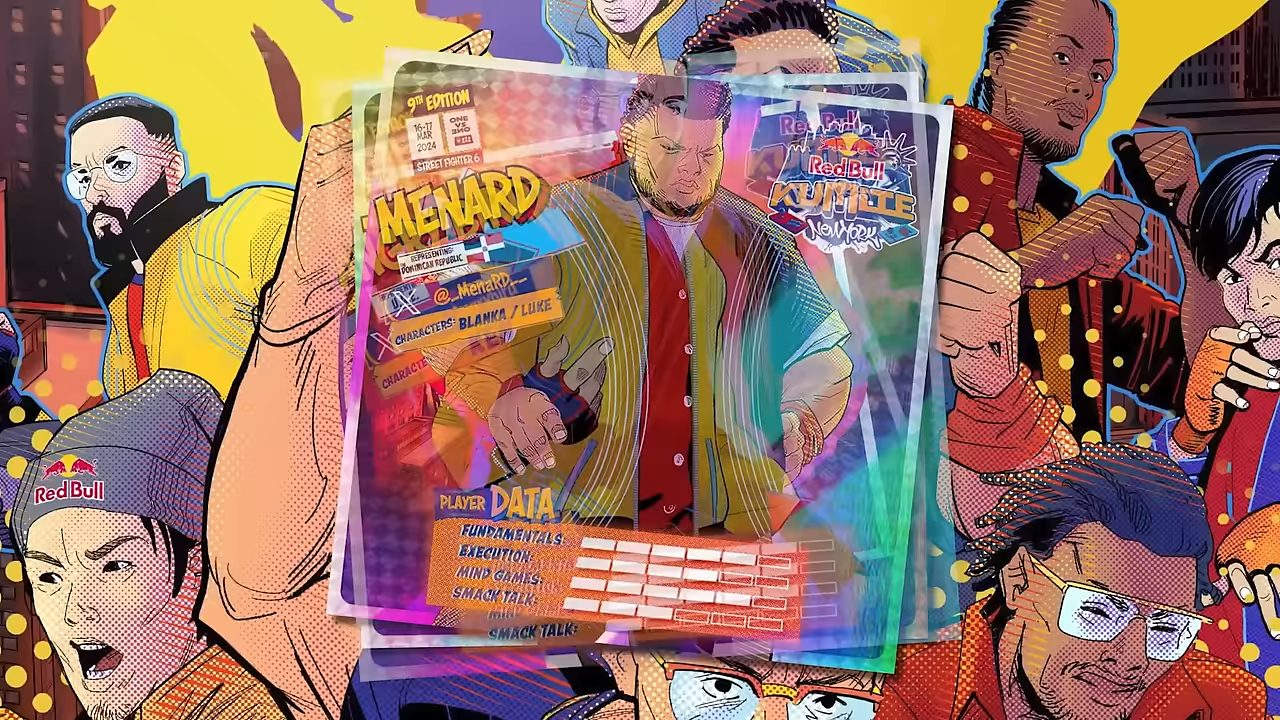 9TH EDITION
16-17
MAR
2024
ONE
VS
STREET FIGHTER 6
MENARD
REPRESENTING:
DOMINICAN REPUBLIC
@_MenaRD_
CHARACTERS: BLANKA / LUKE
CHARACTE
Red Bull
KUMITE
NEW YORK
Red Bull
PLAYER DATA
FUNDAMENTALS:
EXECUTION:
MIND GAMES:
SMACK TALK:
SMACK TALK: